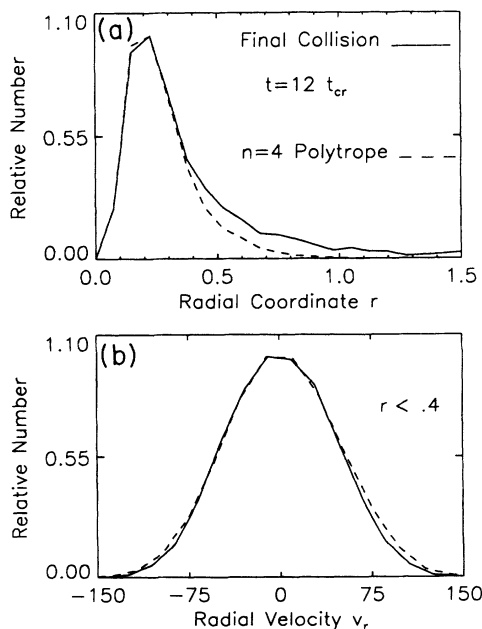 (a)
1.10
Final Collision
t=12 t_cr
n=4 Polytrope
0.55
0.00
Relative Number
0.0 0.5 1.0 1.5
Radial Coordinate r
(b)
1.10
r < .4
0.55
0.00
Relative Number
−150 −75 0 75 150
Radial Velocity v_r